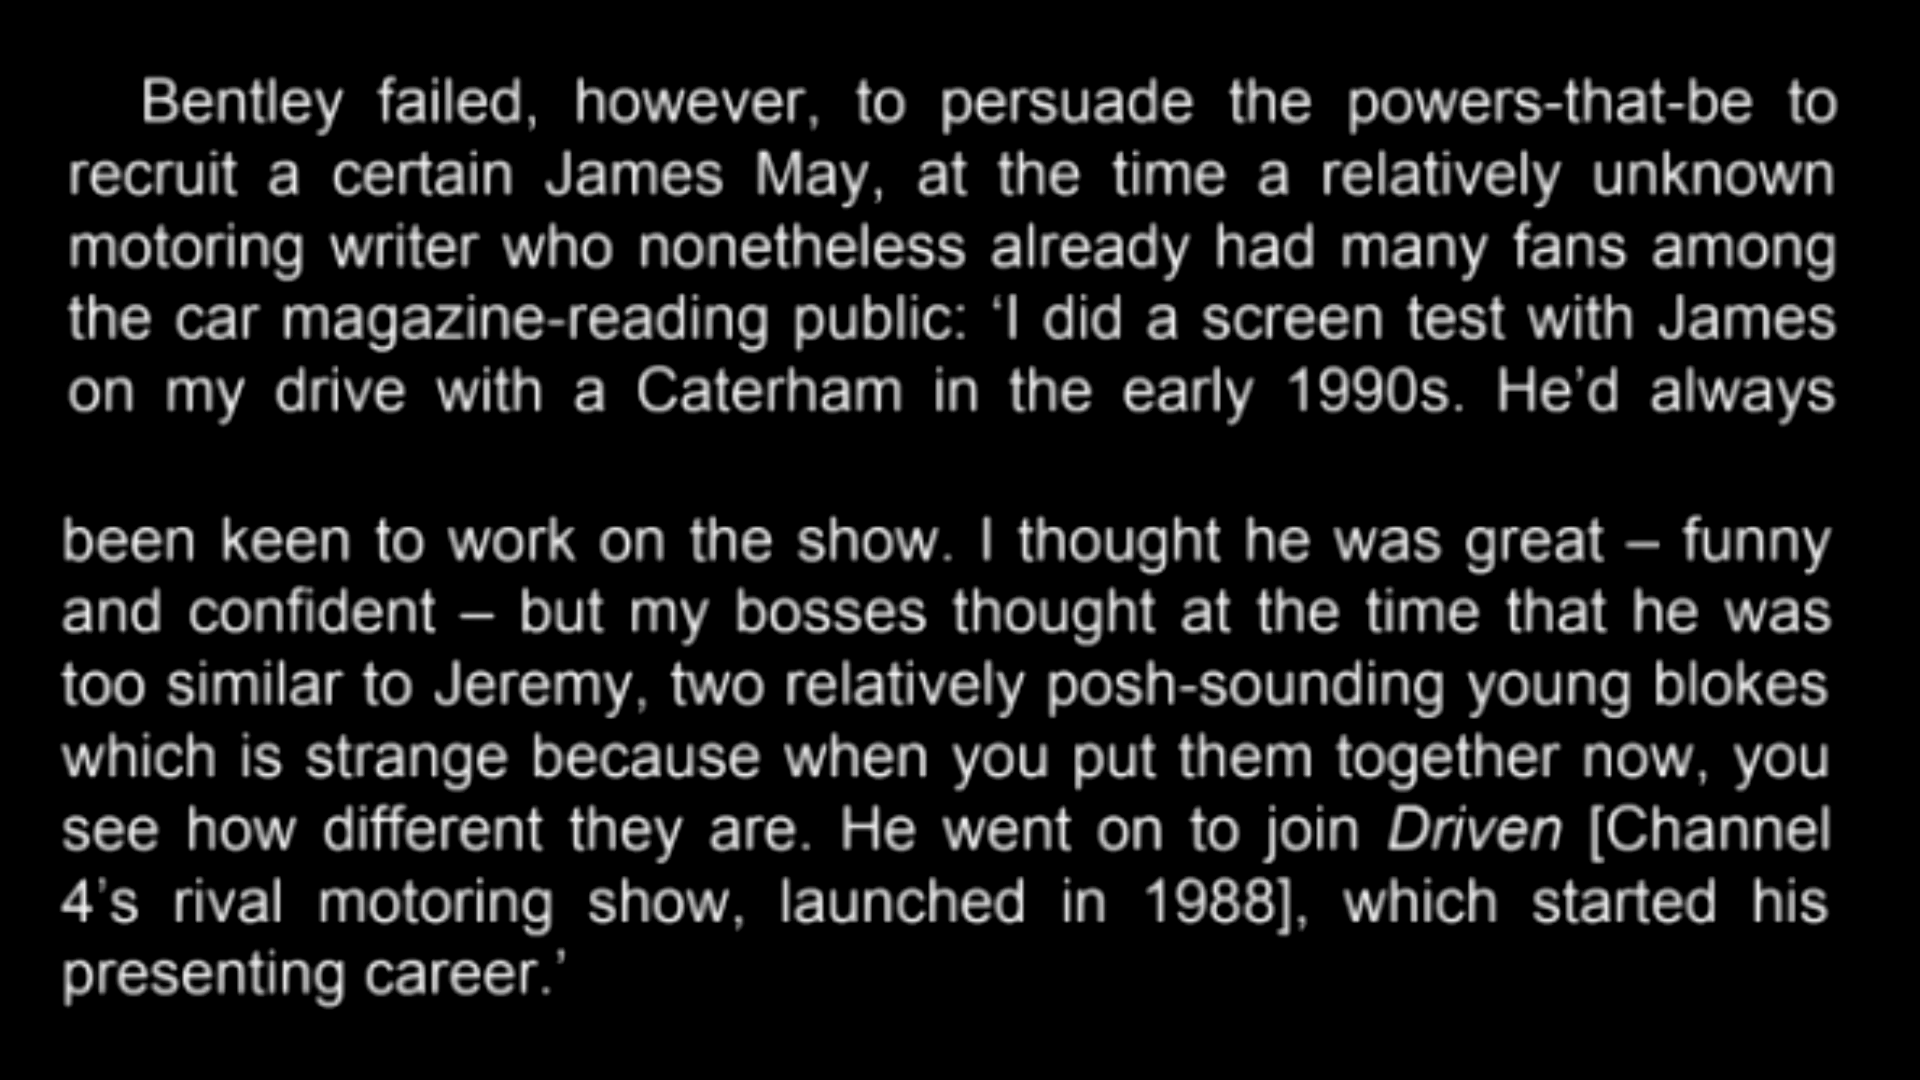 Bentley failed, however, to persuade the powers-that-be to
recruit a certain James May, at the time a relatively unknown
motoring writer who nonetheless already had many fans among
the car magazine-reading public: ‘I did a screen test with James
on my drive with a Caterham in the early 1990s. He’d always
been keen to work on the show. I thought he was great – funny
and confident – but my bosses thought at the time that he was
too similar to Jeremy, two relatively posh-sounding young blokes
which is strange because when you put them together now, you
see how different they are. He went on to join Driven [Channel
4’s rival motoring show, launched in 1988], which started his
presenting career.’